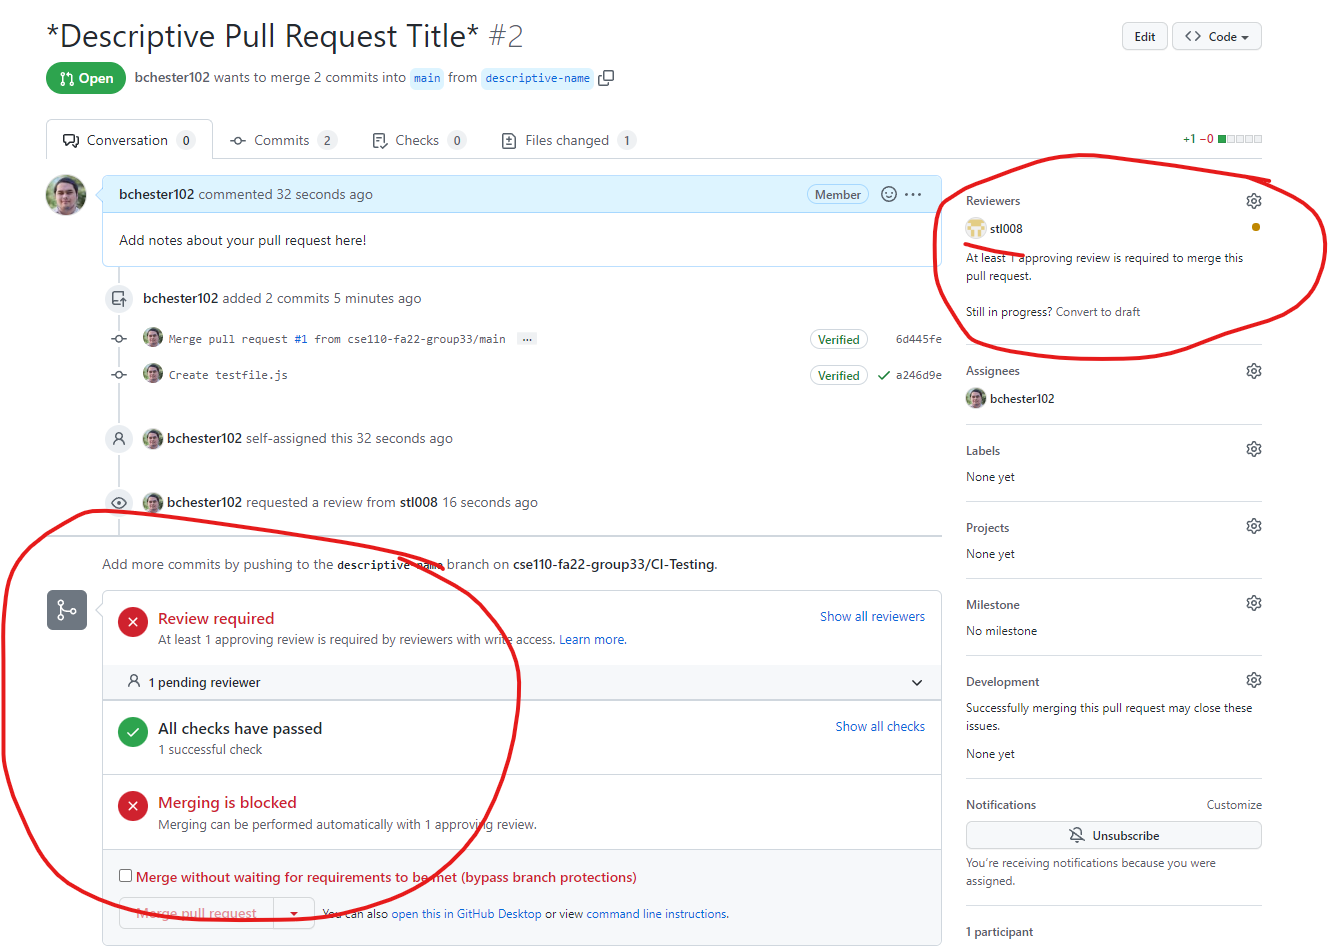 *Descriptive Pull Request Title* #2
Edit
<> Code
Open bchester102 wants to merge 2 commits into main from descriptive-name
Conversation 0 Commits 2 Checks 0 Files changed 1
+1 −0
bchester102 commented 32 seconds ago
Member ...
Add notes about your pull request here!
bchester102 added 2 commits 5 minutes ago
Merge pull request #1 from cse110-fa22-group33/main ... Verified 6d445fe
Create testfile.js Verified a246d9e
bchester102 self-assigned this 32 seconds ago
bchester102 requested a review from stl008 16 seconds ago
Add more commits by pushing to the descriptive-name branch on cse110-fa22-group33/CI-Testing.
Review required
Show all reviewers
At least 1 approving review is required by reviewers with write access. Learn more.
1 pending reviewer
All checks have passed
Show all checks
1 successful check
Merging is blocked
Merging can be performed automatically with 1 approving review.
Merge without waiting for requirements to be met (bypass branch protections)
Merge pull request
You can also open this in GitHub Desktop or view command line instructions.
Reviewers
stl008
At least 1 approving review is required to merge this
pull request.
Still in progress? Convert to draft
Assignees
bchester102
Labels
None yet
Projects
None yet
Milestone
No milestone
Development
Successfully merging this pull request may close these
issues.
None yet
Notifications Customize
Unsubscribe
You're receiving notifications because you were
assigned.
1 participant